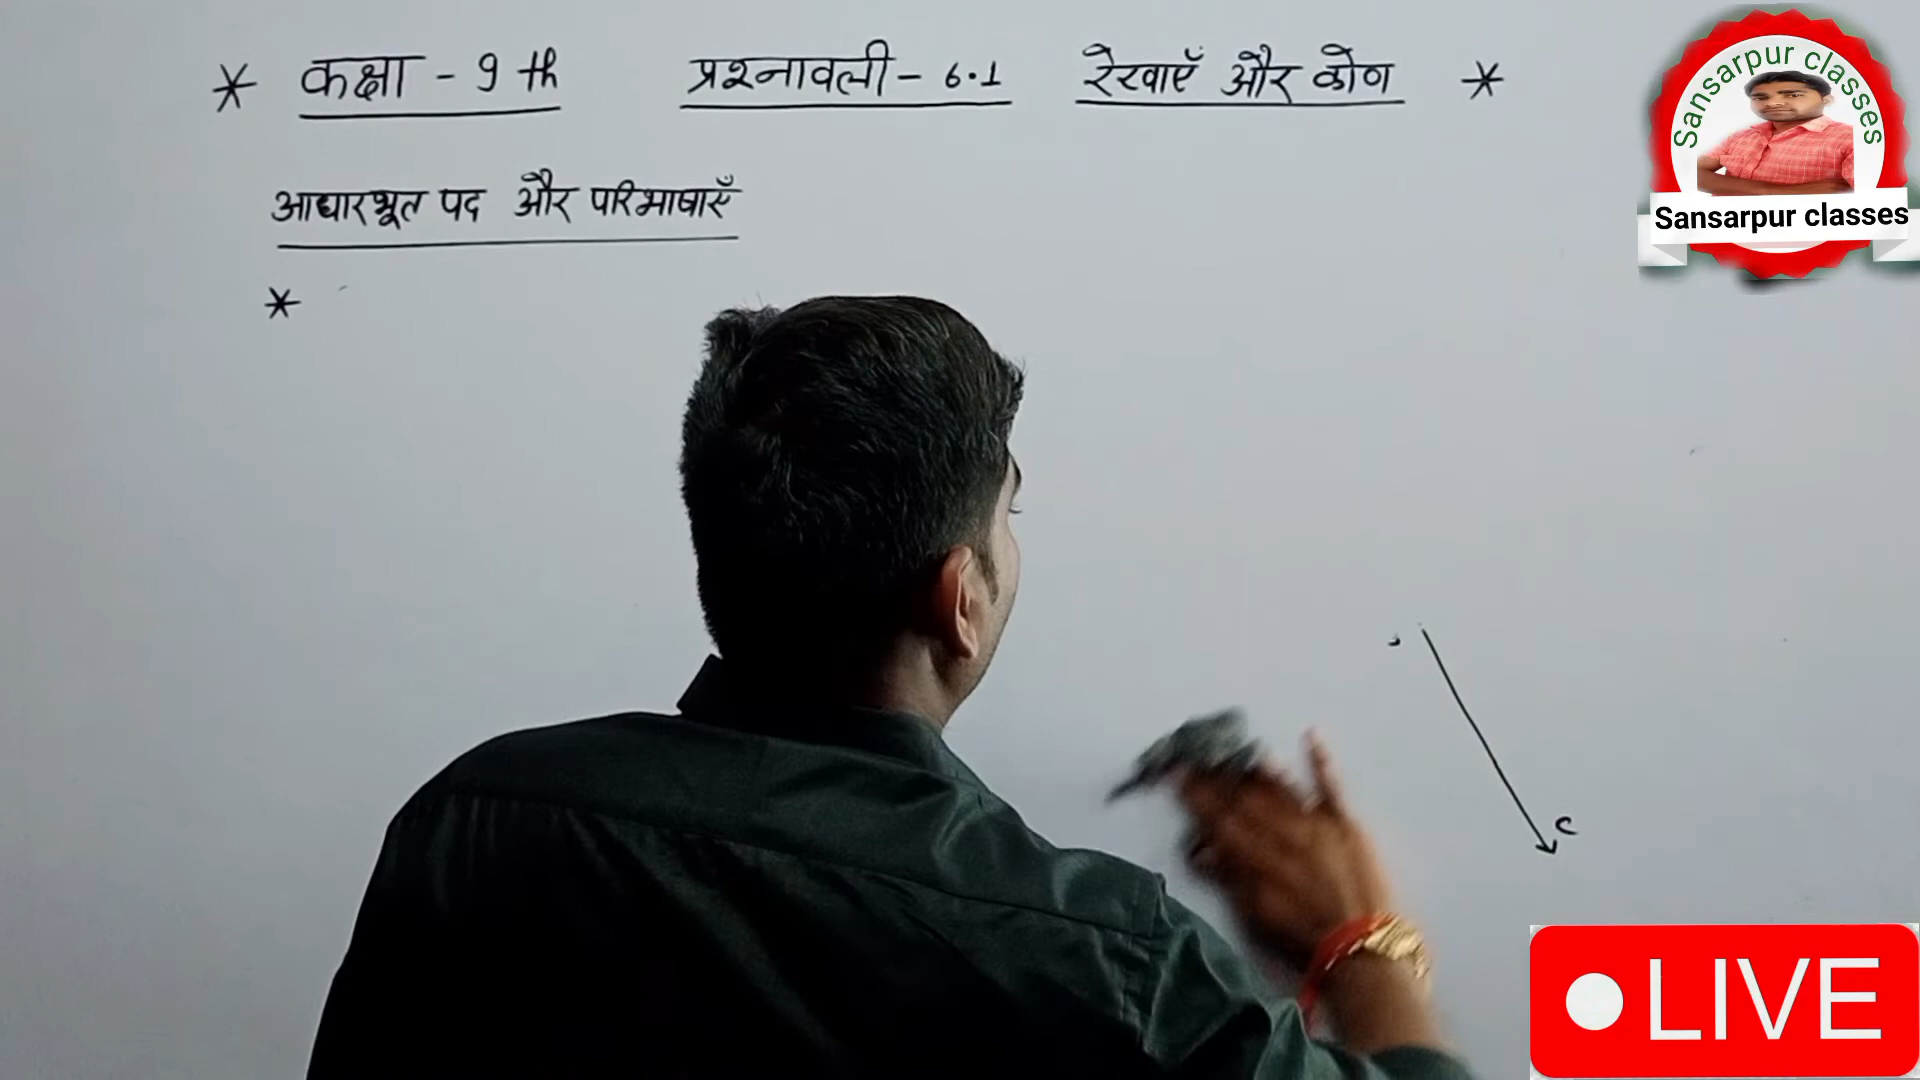 * कक्षा - 9 th प्रश्नावली - 6.1 रेखाएँ और कोण *
आधारभूत पद और परिभाषाएँ
*
C
Sansarpur classes
Sansarpur classes
LIVE